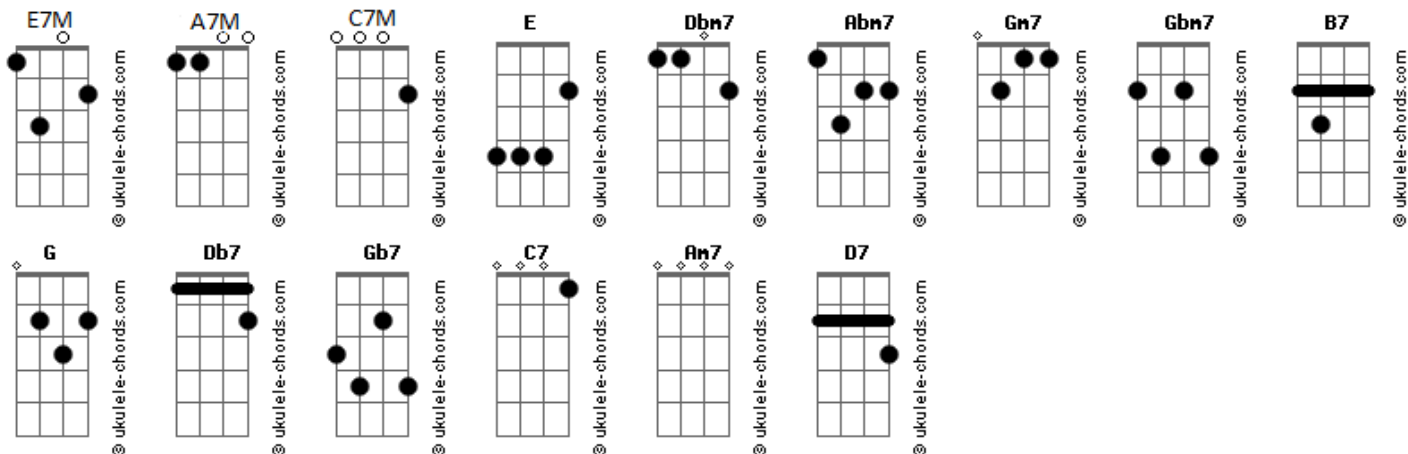 E7M A7M C7M E Dbm7 Abm7 Gm7 Gbm7 B7
© ukulele-chords.com © ukulele-chords.com © ukulele-chords.com © ukulele-chords.com © ukulele-chords.com © ukulele-chords.com © ukulele-chords.com © ukulele-chords.com © ukulele-chords.com
G Db7 Gb7 C7 Am7 D7
© ukulele-chords.com © ukulele-chords.com © ukulele-chords.com © ukulele-chords.com © ukulele-chords.com © ukulele-chords.com